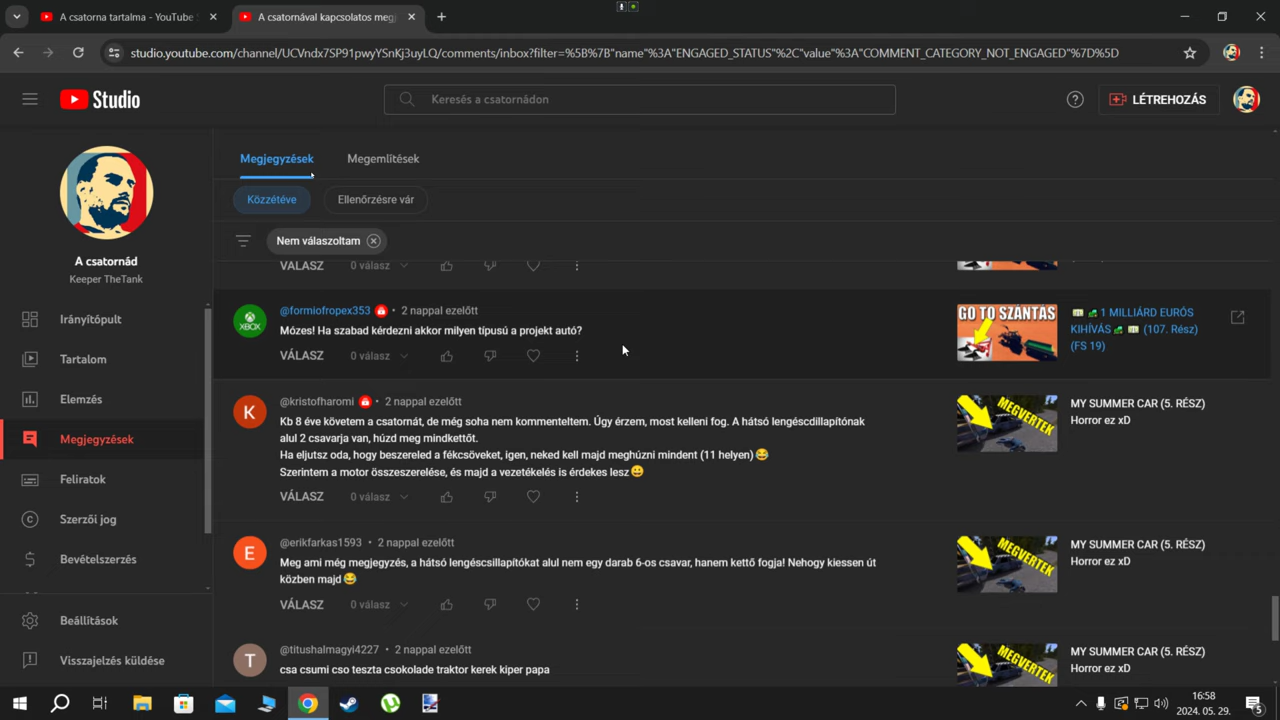 A csatorna tartalma - YouTube S
A csatornával kapcsolatos megj
studio.youtube.com/channel/UCVndx7SP91pwyYSnKj3uyLQ/comments/inbox?filter=%5B%7B"name"%3A"ENGAGED_STATUS"%2C"value"%3A"COMMENT_CATEGORY_NOT_ENGAGED"%7D%5D
Studio
Keresés a csatornádon
LÉTREHOZÁS
A csatornád
Keeper TheTank
Irányítópult
Tartalom
Elemzés
Megjegyzések
Feliratok
Szerzői jog
Bevételszerzés
Beállítások
Visszajelzés küldése
Megjegyzések
Megemlítések
Közzétéve
Ellenőrzésre vár
Nem válaszoltam
VÁLASZ 0 válasz
XBOX
@formiofropex353 • 2 nappal ezelőtt
Mózes! Ha szabad kérdezni akkor milyen típusú a projekt autó?
VÁLASZ 0 válasz
GO TO SZÁNTÁS
💵💸 1 MILLIÁRD EURÓS
KIHÍVÁS 💸💵 (107. Rész)
(FS 19)
K
@kristofharomi • 2 nappal ezelőtt
Kb 8 éve követem a csatornát, de még soha nem kommenteltem. Úgy érzem, most kelleni fog. A hátsó lengéscdillapítónak
alul 2 csavarja van, húzd meg mindkettőt.
Ha eljutsz oda, hogy beszereled a fékcsöveket, igen, neked kell majd meghúzni mindent (11 helyen) 😂
Szerintem a motor összeszerelése, és majd a vezetékelés is érdekes lesz 😀
VÁLASZ 0 válasz
MEGVERTEK
MY SUMMER CAR (5. RÉSZ)
Horror ez xD
E
@erikfarkas1593 • 2 nappal ezelőtt
Meg ami még megjegyzés, a hátsó lengéscsillapítókat alul nem egy darab 6-os csavar, hanem kettő fogja! Nehogy kiessen út
közben majd 😂
VÁLASZ 0 válasz
MEGVERTEK
MY SUMMER CAR (5. RÉSZ)
Horror ez xD
T
@titushalmagyi4227 • 2 nappal ezelőtt
csa csumi cso teszta csokolade traktor kerek kiper papa
MEGVERTEK
MY SUMMER CAR (5. RÉSZ)
Horror ez xD
16:58
2024. 05. 29.
5